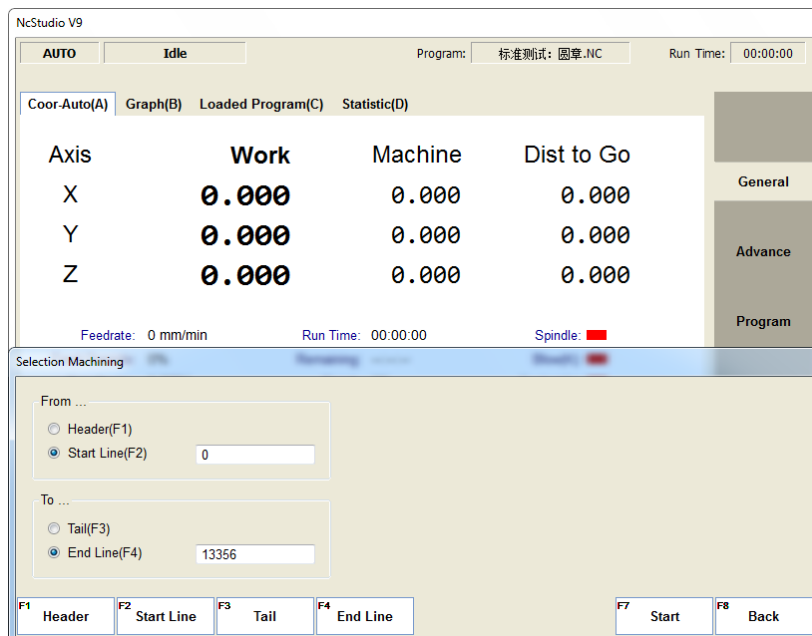 NcStudio V9
AUTO Idle Program: 标准测试: 圆章.NC Run Time: 00:00:00
Coor-Auto(A) Graph(B) Loaded Program(C) Statistic(D)
Axis Work Machine Dist to Go
X 0.000 0.000 0.000
Y 0.000 0.000 0.000
Z 0.000 0.000 0.000
General
Advance
Program
Feedrate: 0 mm/min Run Time: 00:00:00 Spindle:
Selection Machining 0% Remaining
From ...
Header(F1)
Start Line(F2) 0
To ...
Tail(F3)
End Line(F4) 13356
F1 Header F2 Start Line F3 Tail F4 End Line F7 Start F8 Back